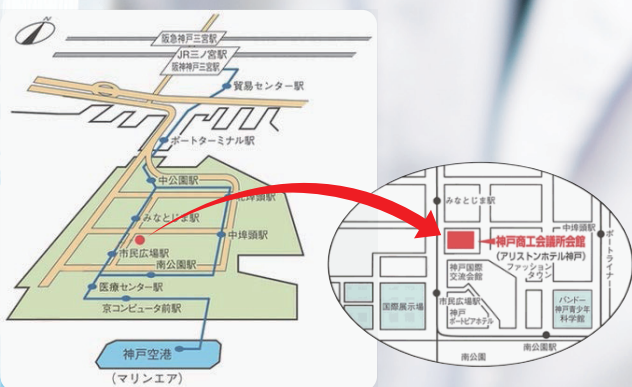 N
阪急神戸三宮駅
JR三ノ宮駅
阪神神戸三宮駅
貿易センター駅
ポートターミナル駅
中公園駅
北埠頭駅
みなとじま駅
中埠頭駅
市民広場駅
南公園駅
医療センター駅
京コンピュータ前駅
神戸空港
(マリンエア)
みなとじま駅
中埠頭駅
ポートライナー
神戸商工会議所会館
(アリストンホテル神戸)
神戸国際
交流会館
ファッション
タウン
国際展示場
市民広場駅
神戸
ポートピアホテル
バンドー
神戸青少年
科学館
南公園駅
南公園